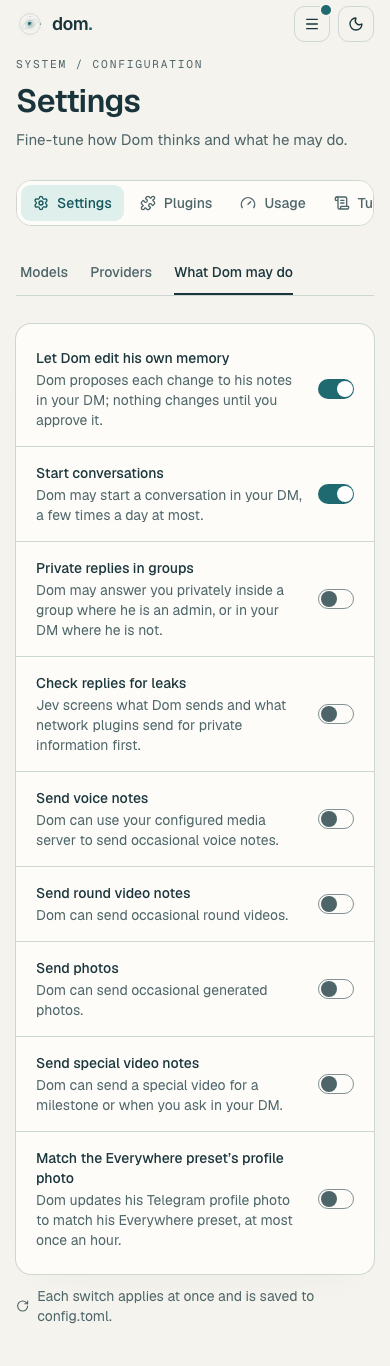 dom.
SYSTEM / CONFIGURATION
Settings
Fine-tune how Dom thinks and what he may do.
Settings Plugins Usage Tu
Models Providers What Dom may do
Let Dom edit his own memory
Dom proposes each change to his notes
in your DM; nothing changes until you
approve it.
Start conversations
Dom may start a conversation in your DM,
a few times a day at most.
Private replies in groups
Dom may answer you privately inside a
group where he is an admin, or in your
DM where he is not.
Check replies for leaks
Jev screens what Dom sends and what
network plugins send for private
information first.
Send voice notes
Dom can use your configured media
server to send occasional voice notes.
Send round video notes
Dom can send occasional round videos.
Send photos
Dom can send occasional generated
photos.
Send special video notes
Dom can send a special video for a
milestone or when you ask in your DM.
Match the Everywhere preset's profile
photo
Dom updates his Telegram profile photo
to match his Everywhere preset, at most
once an hour.
Each switch applies at once and is saved to
config.toml.